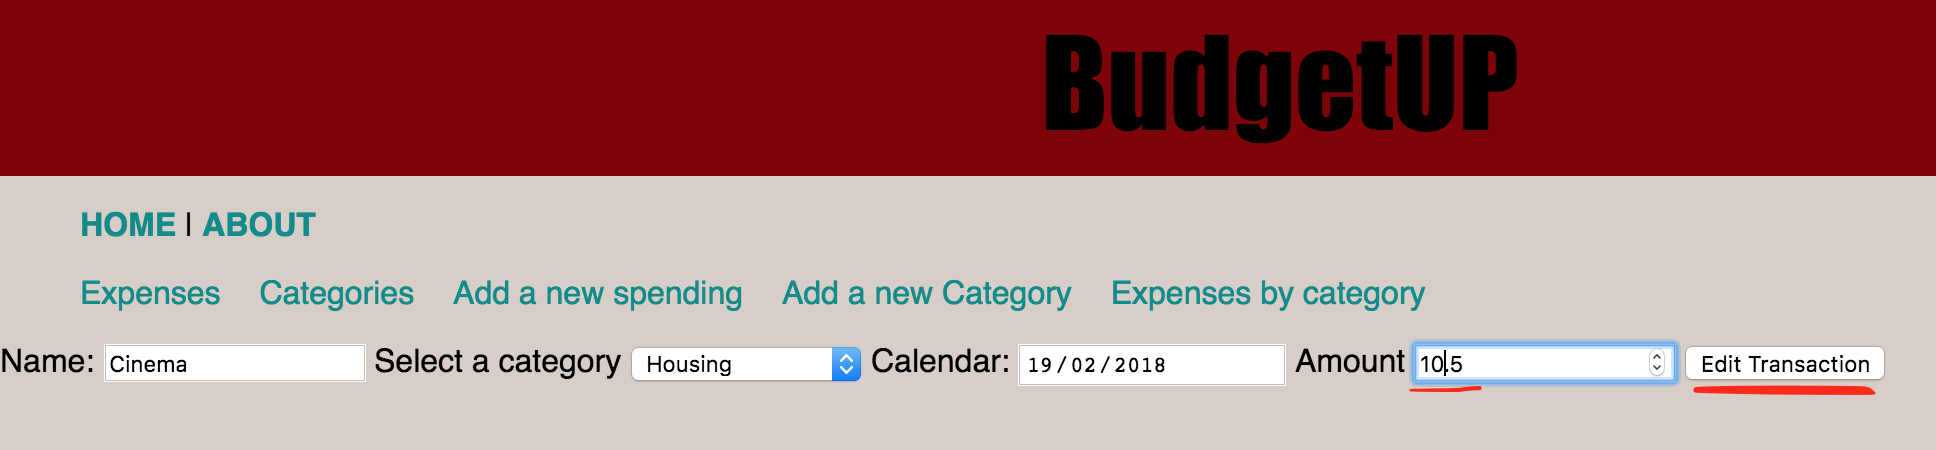 BudgetUP
HOME | ABOUT
Expenses Categories Add a new spending Add a new Category Expenses by category
Name: Cinema Select a category Housing Calendar: 19/02/2018 Amount 10.5 Edit Transaction